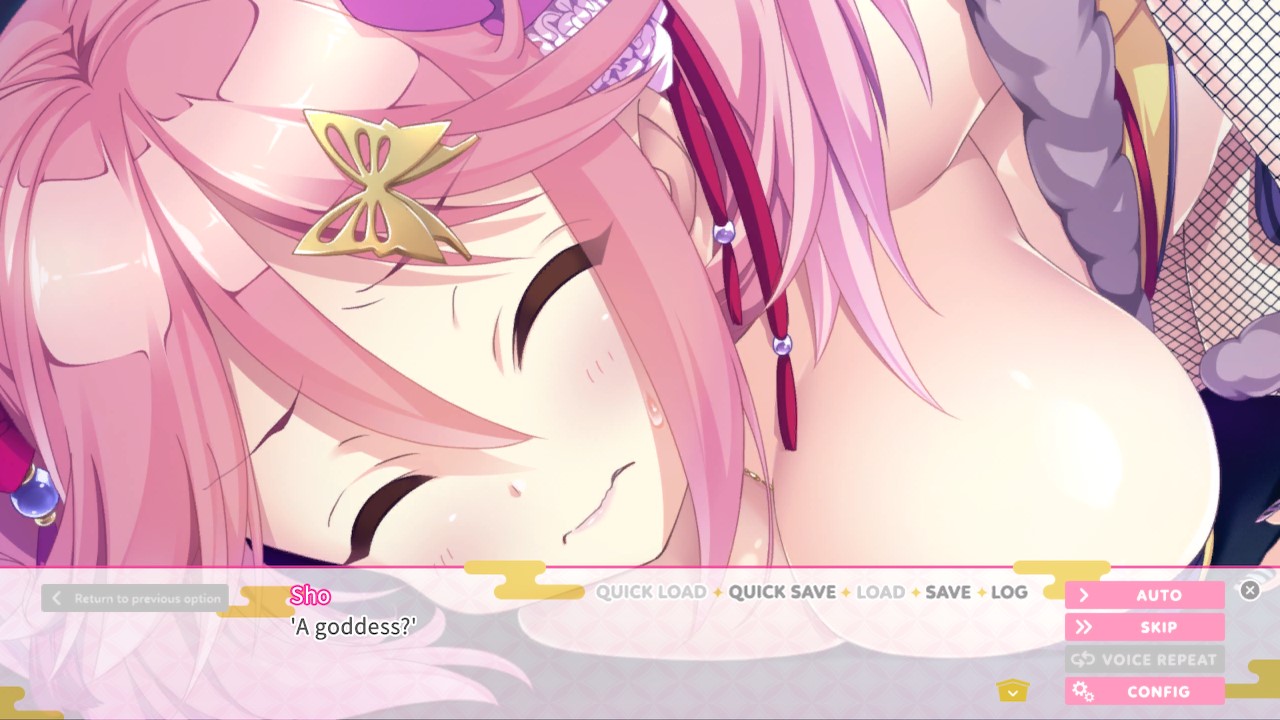 Return to previous option
Sho
QUICK LOAD QUICK SAVE LOAD SAVE LOG
'A goddess?'
AUTO
SKIP
VOICE REPEAT
CONFIG